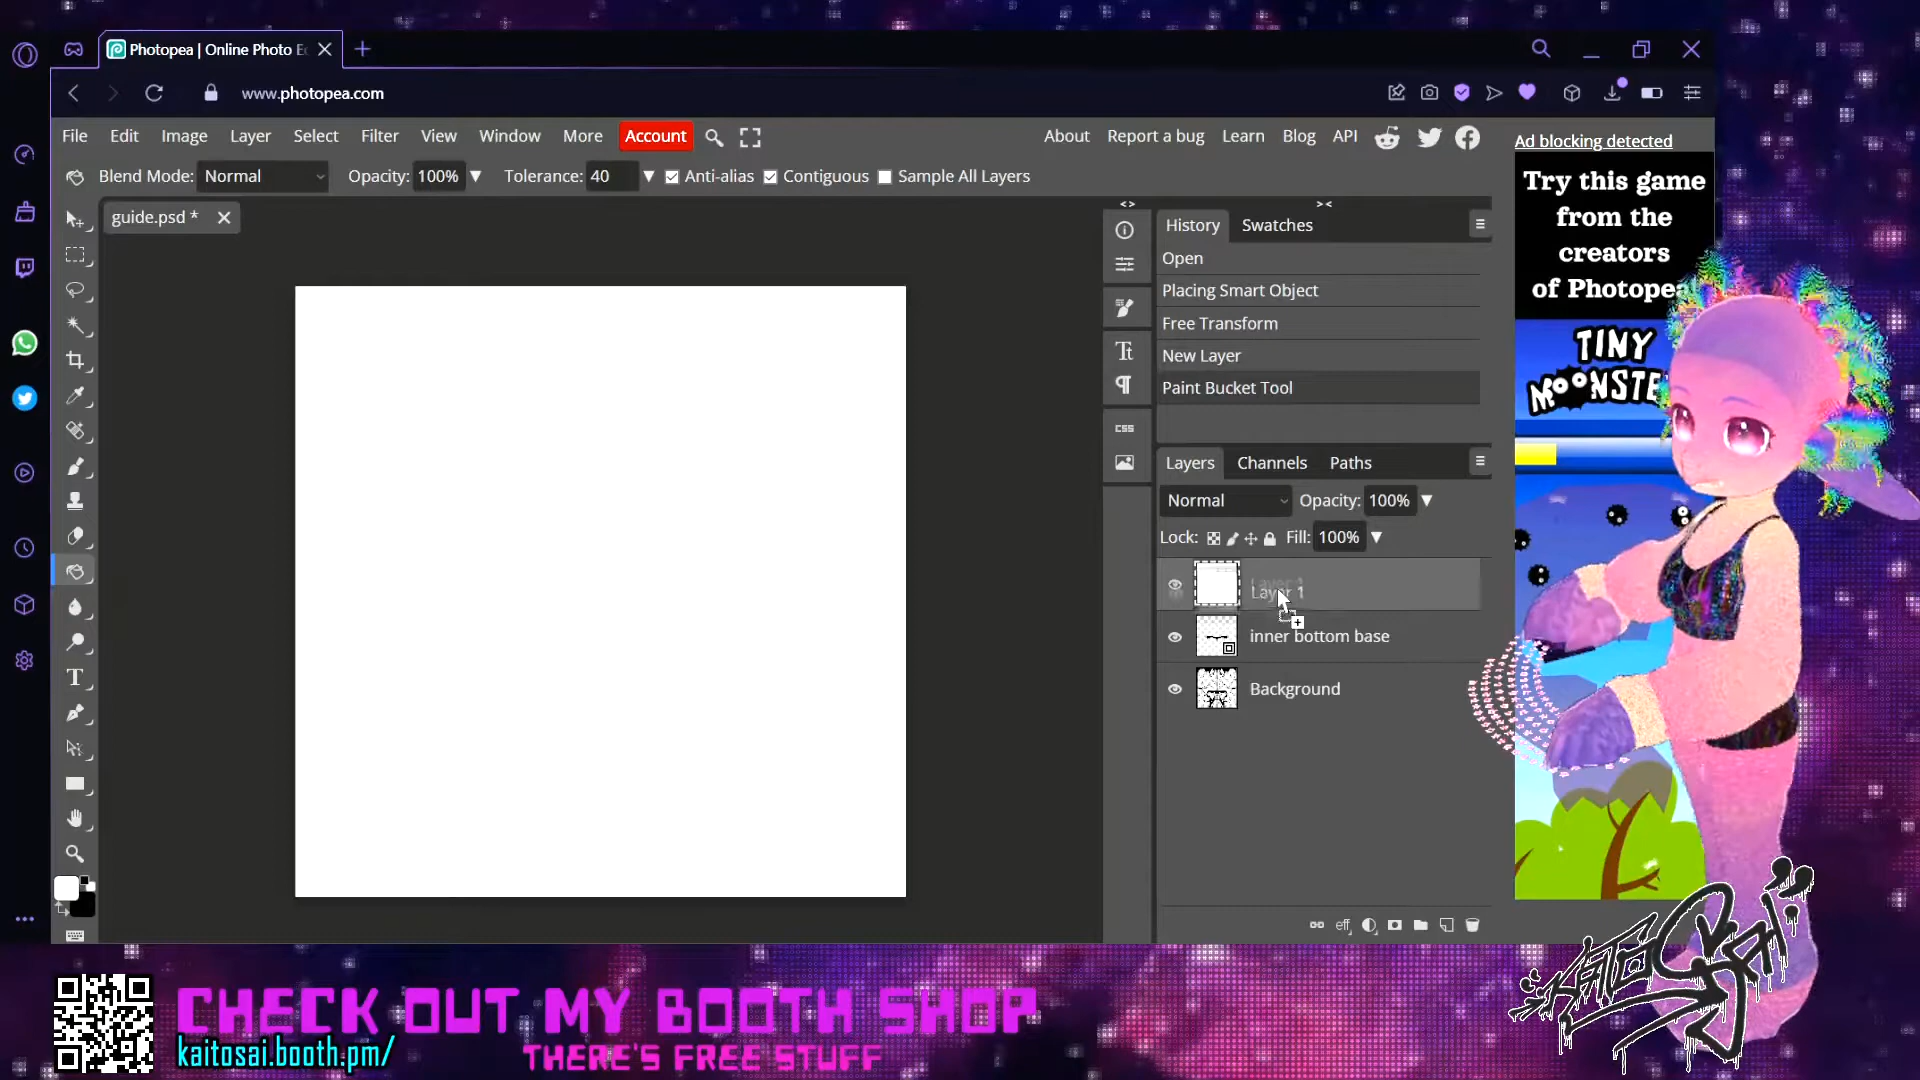 Photopea | Online Photo E
www.photopea.com
File Edit Image Layer Select Filter View Window More Account
About Report a bug Learn Blog API
Blend Mode: Normal Opacity: 100% Tolerance: 40 Anti-alias Contiguous Sample All Layers
guide.psd *
History Swatches
Open
Placing Smart Object
Free Transform
New Layer
Paint Bucket Tool
CSS
Layers Channels Paths
Normal Opacity: 100%
Lock: Fill: 100%
Layer 1
inner bottom base
Background
eff
Ad blocking detected
Try this game
from the
creators
of Photopea
TINY
CHECK OUT MY BOOTH SHOP
kaitosai.booth.pm/
THERE'S FREE STUFF